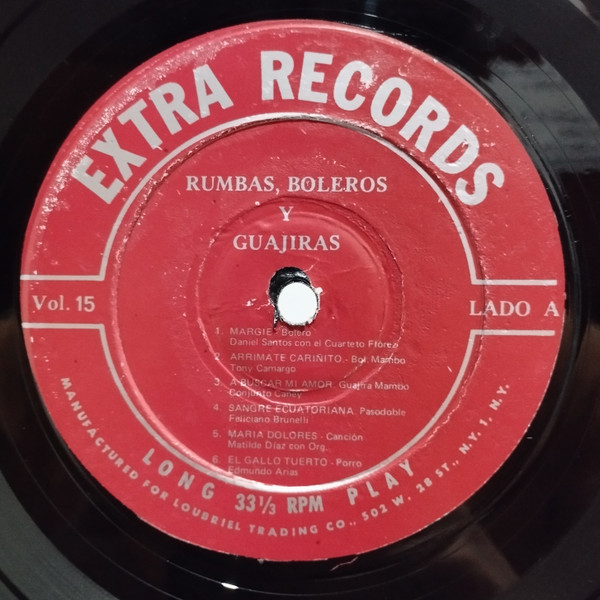 EXTRA RECORDS
RUMBAS, BOLEROS
Y
GUAJIRAS
Vol. 15
LADO A
1. MARGIE - Bolero
Daniel Santos con el Cuarteto Flórez
2. ARRIMATE CARIÑITO.- Bol. Mambo
Tony Camargo
3. A BUSCAR MI AMOR. Guajira Mambo
Conjunto Caney
4. SANGRE ECUATORIANA. Pasodoble
Feliciano Brunelli
5. MARIA DOLORES - Canción
Matilde Díaz con Org.
6. EL GALLO TUERTO - Porro
Edmundo Arias
LONG 33 1/3 RPM PLAY
MANUFACTURED FOR LOUBRIEL TRADING CO., 502 W. 28 ST., N.Y. 1, N.Y.